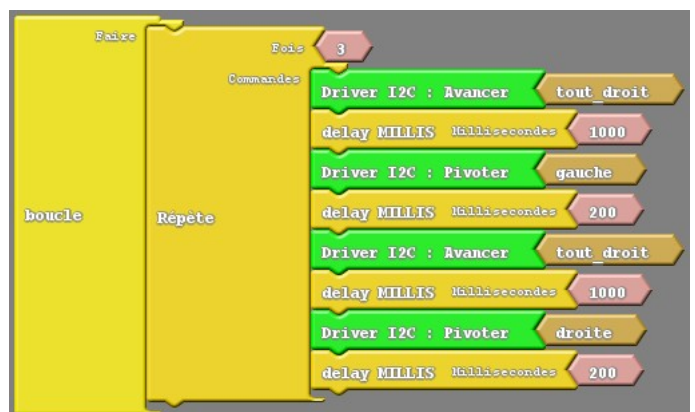 Faire
Fois 3
Commandes
Driver I2C : Avancer tout_droit
delay MILLIS Millisecondes 1000
Driver I2C : Pivoter gauche
boucle Répète delay MILLIS Millisecondes 200
Driver I2C : Avancer tout_droit
delay MILLIS Millisecondes 1000
Driver I2C : Pivoter droite
delay MILLIS Millisecondes 200